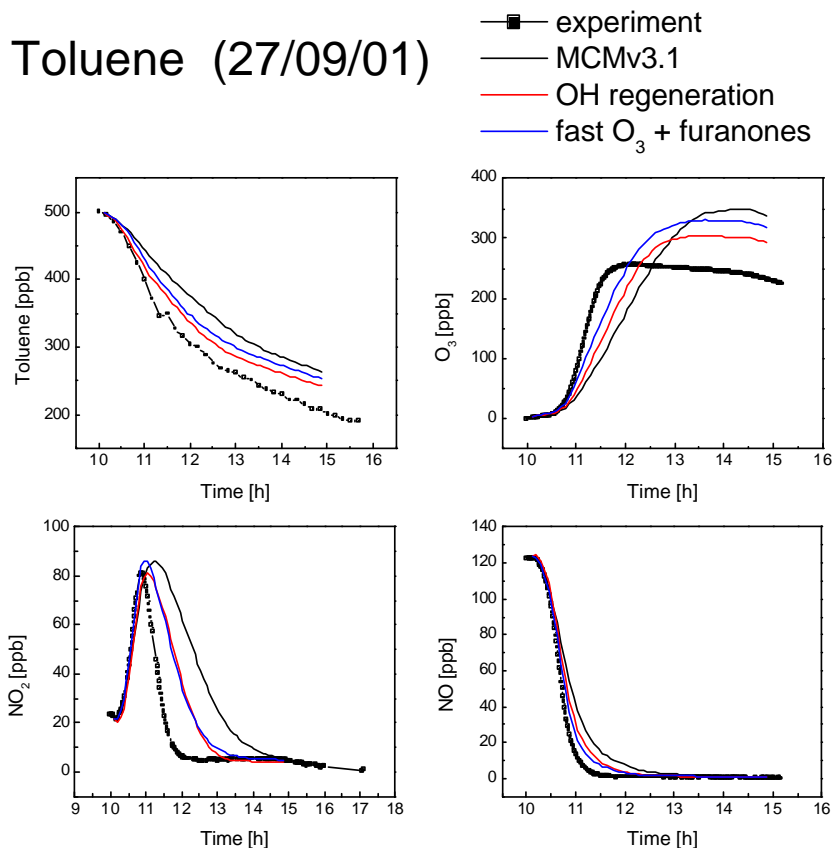 Toluene (27/09/01)
experiment
MCMv3.1
OH regeneration
fast O₃ + furanones
500
400
300
200
10 11 12 13 14 15 16
Toluene [ppb]
Time [h]
400
350
300
250
200
150
100
50
0
10 11 12 13 14 15 16
O₃ [ppb]
Time [h]
100
80
60
40
20
0
9 10 11 12 13 14 15 16 17 18
NO₂ [ppb]
Time [h]
140
120
100
80
60
40
20
0
10 11 12 13 14 15 16
NO [ppb]
Time [h]